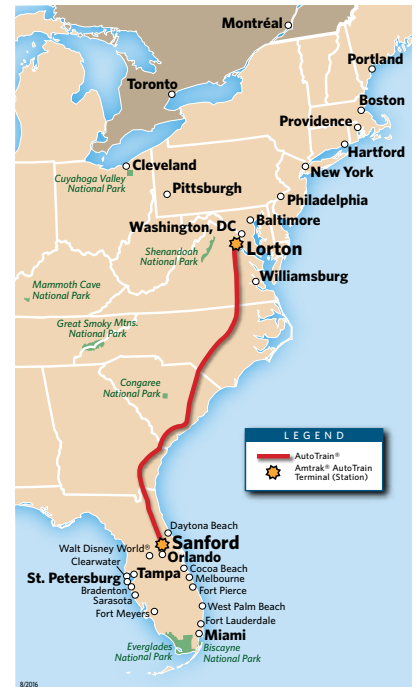 Montréal
Portland
Toronto
Boston
Providence
Hartford
Cleveland
Cuyahoga Valley
National Park
New York
Pittsburgh
Philadelphia
Baltimore
Washington, DC
Lorton
Shenandoah
National Park
Williamsburg
Mammoth Cave
National Park
Great Smoky Mtns.
National Park
Congaree
National Park
LEGEND
AutoTrain®
Amtrak® AutoTrain
Terminal (Station)
Daytona Beach
Sanford
Walt Disney World®
Orlando
Clearwater
Cocoa Beach
St. Petersburg
Tampa
Melbourne
Bradenton
Fort Pierce
Sarasota
Fort Meyers
West Palm Beach
Fort Lauderdale
Miami
Everglades
National Park
Biscayne
National Park
8/2016